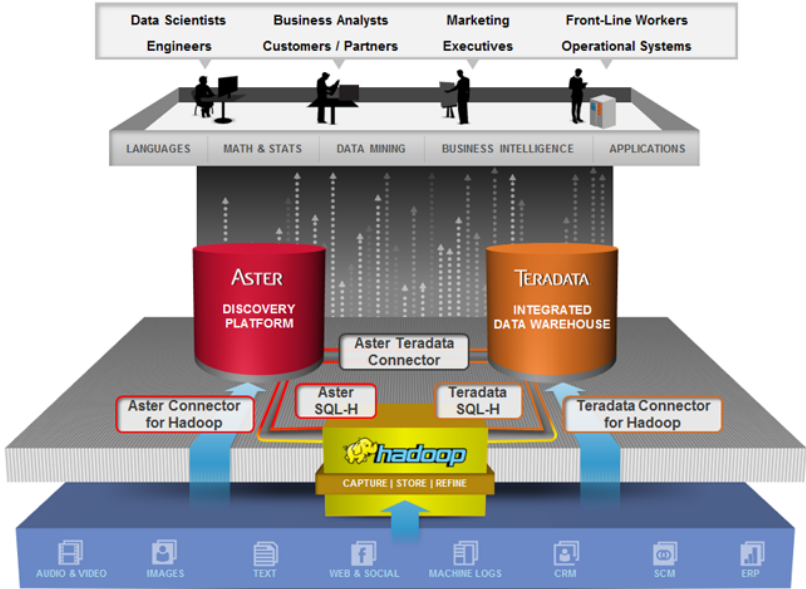 Data Scientists Business Analysts Marketing Front-Line Workers
Engineers Customers / Partners Executives Operational Systems
LANGUAGES MATH & STATS DATA MINING BUSINESS INTELLIGENCE APPLICATIONS
ASTER
DISCOVERY
PLATFORM
TERADATA
INTEGRATED
DATA WAREHOUSE
Aster Teradata
Connector
Aster Connector
for Hadoop
Aster
SQL-H
Teradata
SQL-H
Teradata Connector
for Hadoop
hadoop
CAPTURE | STORE | REFINE
AUDIO & VIDEO IMAGES TEXT WEB & SOCIAL MACHINE LOGS CRM SCM ERP